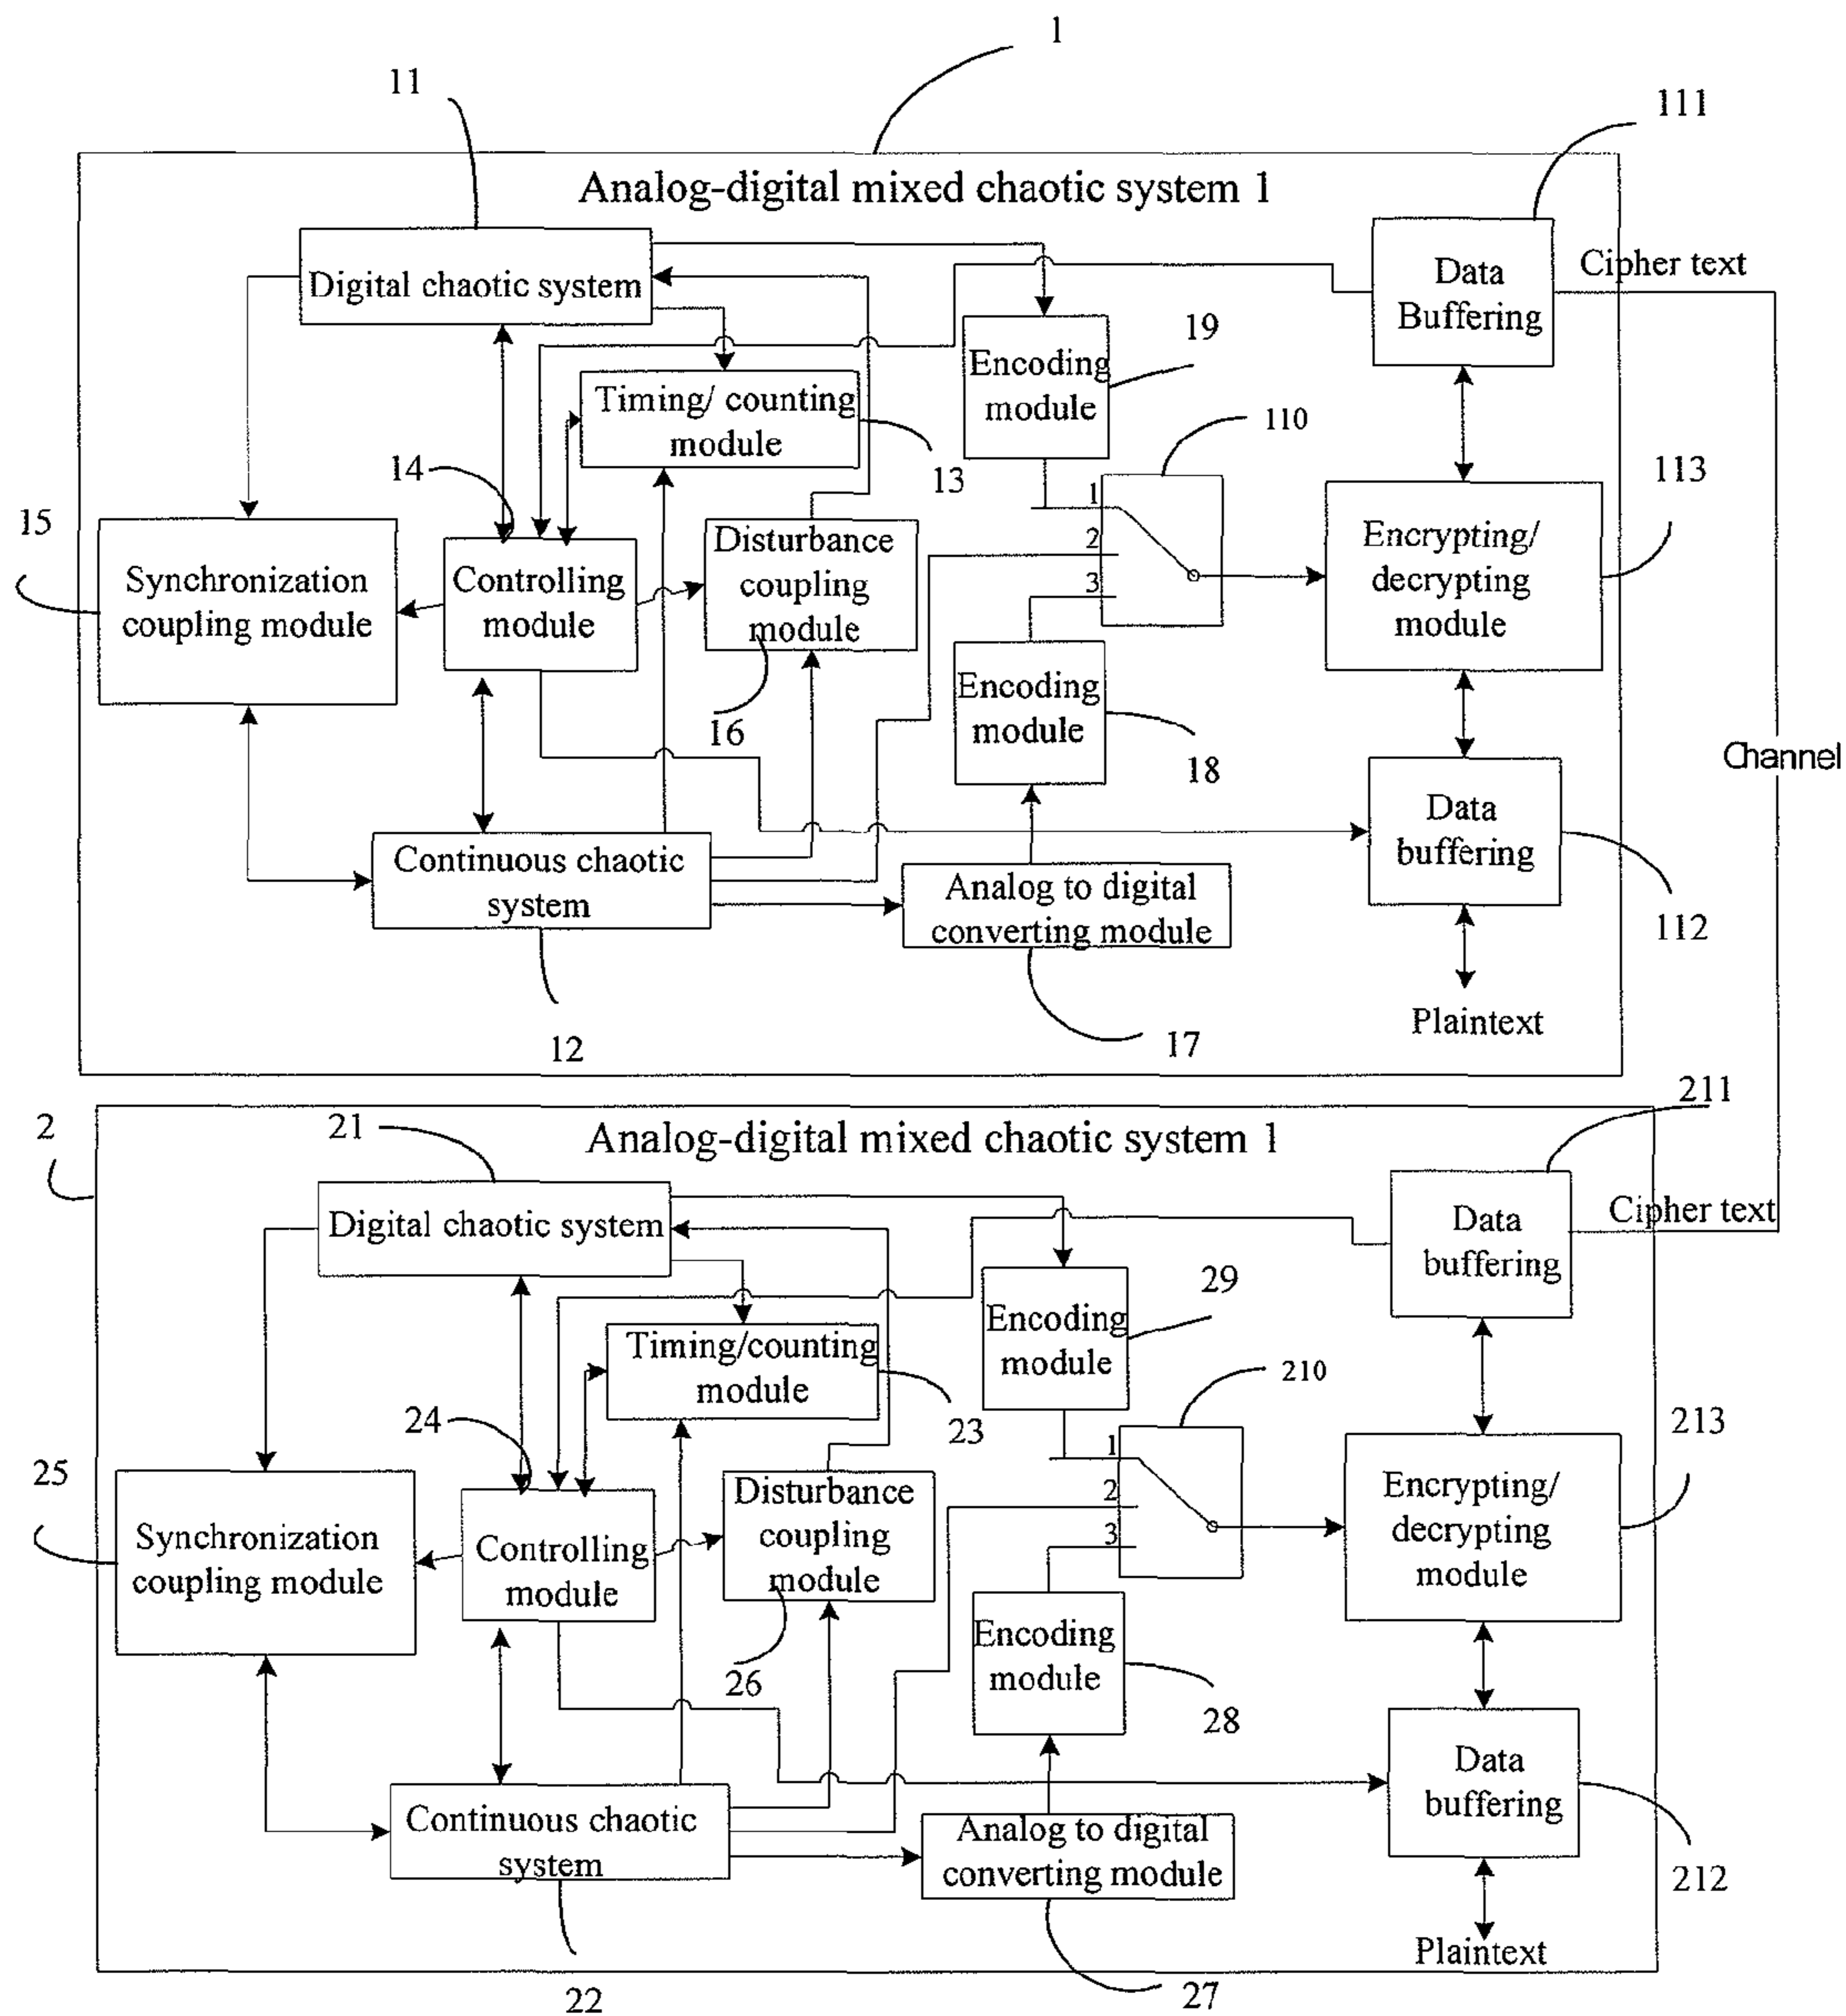 1
11
111
Analog-digital mixed chaotic system 1
Digital chaotic system
Data
Buffering
Cipher text
Encoding
module
19
Timing/ counting
module
13
110
14
15
113
Synchronization
coupling module
Controlling
module
Disturbance
coupling
module
16
1
2
3
Encrypting/
decrypting
module
Encoding
module
18
Channel
Data
buffering
112
Continuous chaotic
system
12
Analog to digital
converting module
17
Plaintext
2
21
211
Analog-digital mixed chaotic system 1
Digital chaotic system
Data
buffering
Cipher text
Encoding
module
29
Timing/counting
module
23
210
24
25
213
Synchronization
coupling module
Controlling
module
Disturbance
coupling
module
26
1
2
3
Encrypting/
decrypting
module
Encoding
module
28
Data
buffering
212
Continuous chaotic
system
22
Analog to digital
converting module
27
Plaintext